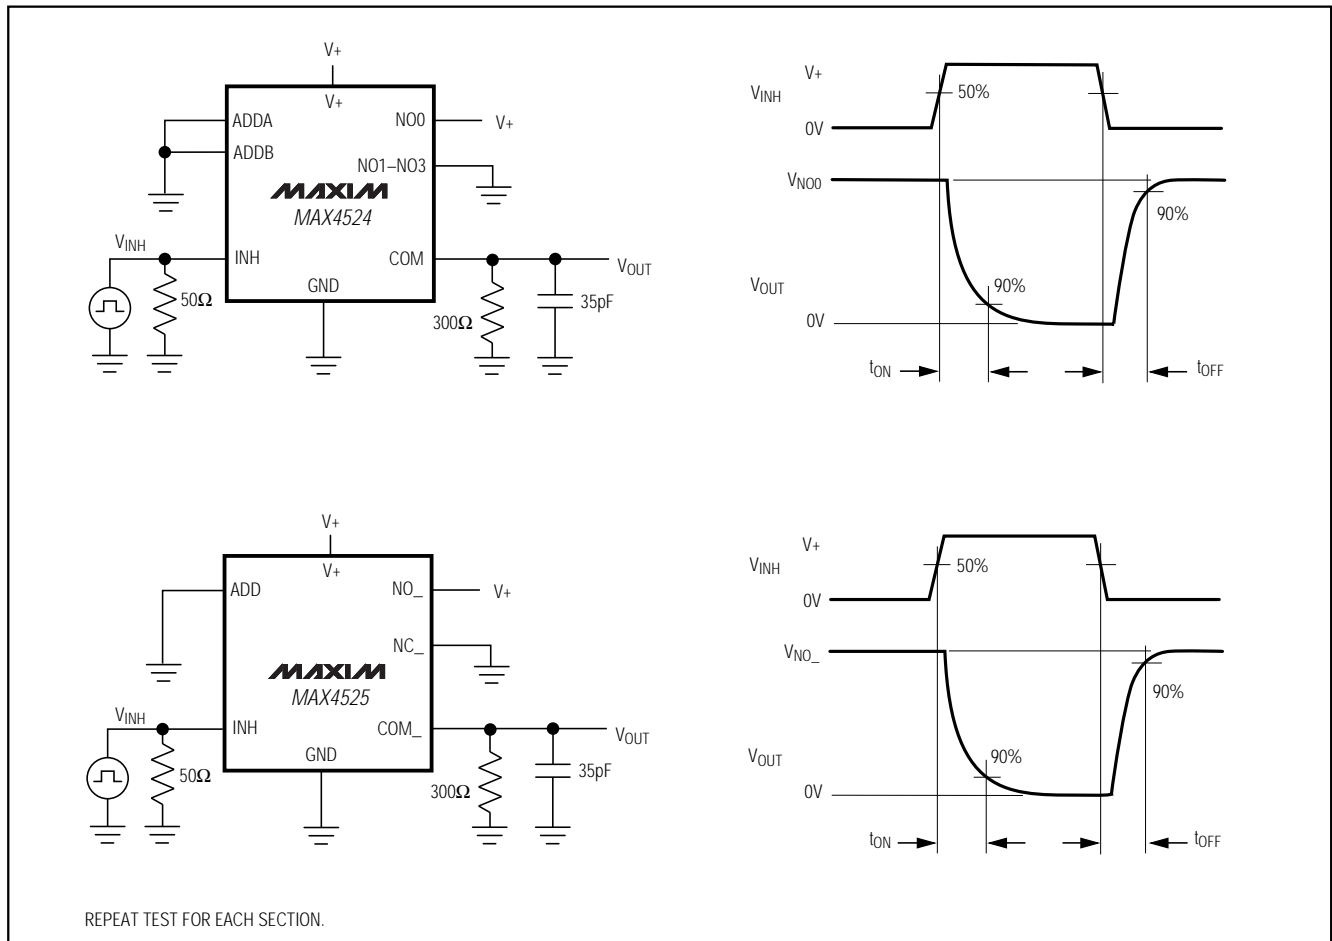 V+
V+
ADDA
ADDB
NO0
V+
NO1–NO3
MAXIM
MAX4524
VINH
INH
COM
VOUT
GND
50Ω
300Ω
35pF
V+
VINH
50%
0V
VNO0
90%
VOUT
90%
0V
tON
tOFF
V+
V+
ADD
NO_
V+
NC_
MAXIM
MAX4525
VINH
INH
COM_
VOUT
GND
50Ω
300Ω
35pF
V+
VINH
50%
0V
VNO_
90%
VOUT
90%
0V
tON
tOFF
REPEAT TEST FOR EACH SECTION.